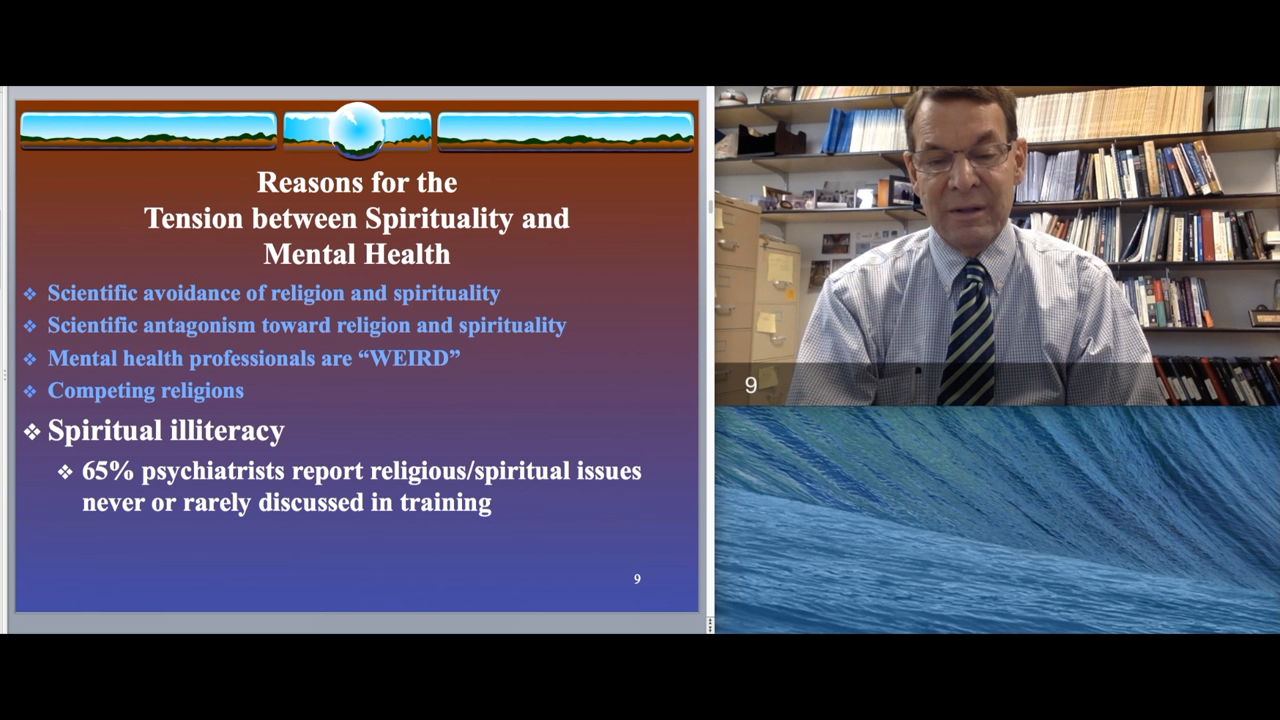 Reasons for the
Tension between Spirituality and
Mental Health
❖ Scientific avoidance of religion and spirituality
❖ Scientific antagonism toward religion and spirituality
❖ Mental health professionals are “WEIRD”
❖ Competing religions
❖ Spiritual illiteracy
❖ 65% psychiatrists report religious/spiritual issues
never or rarely discussed in training
9
9